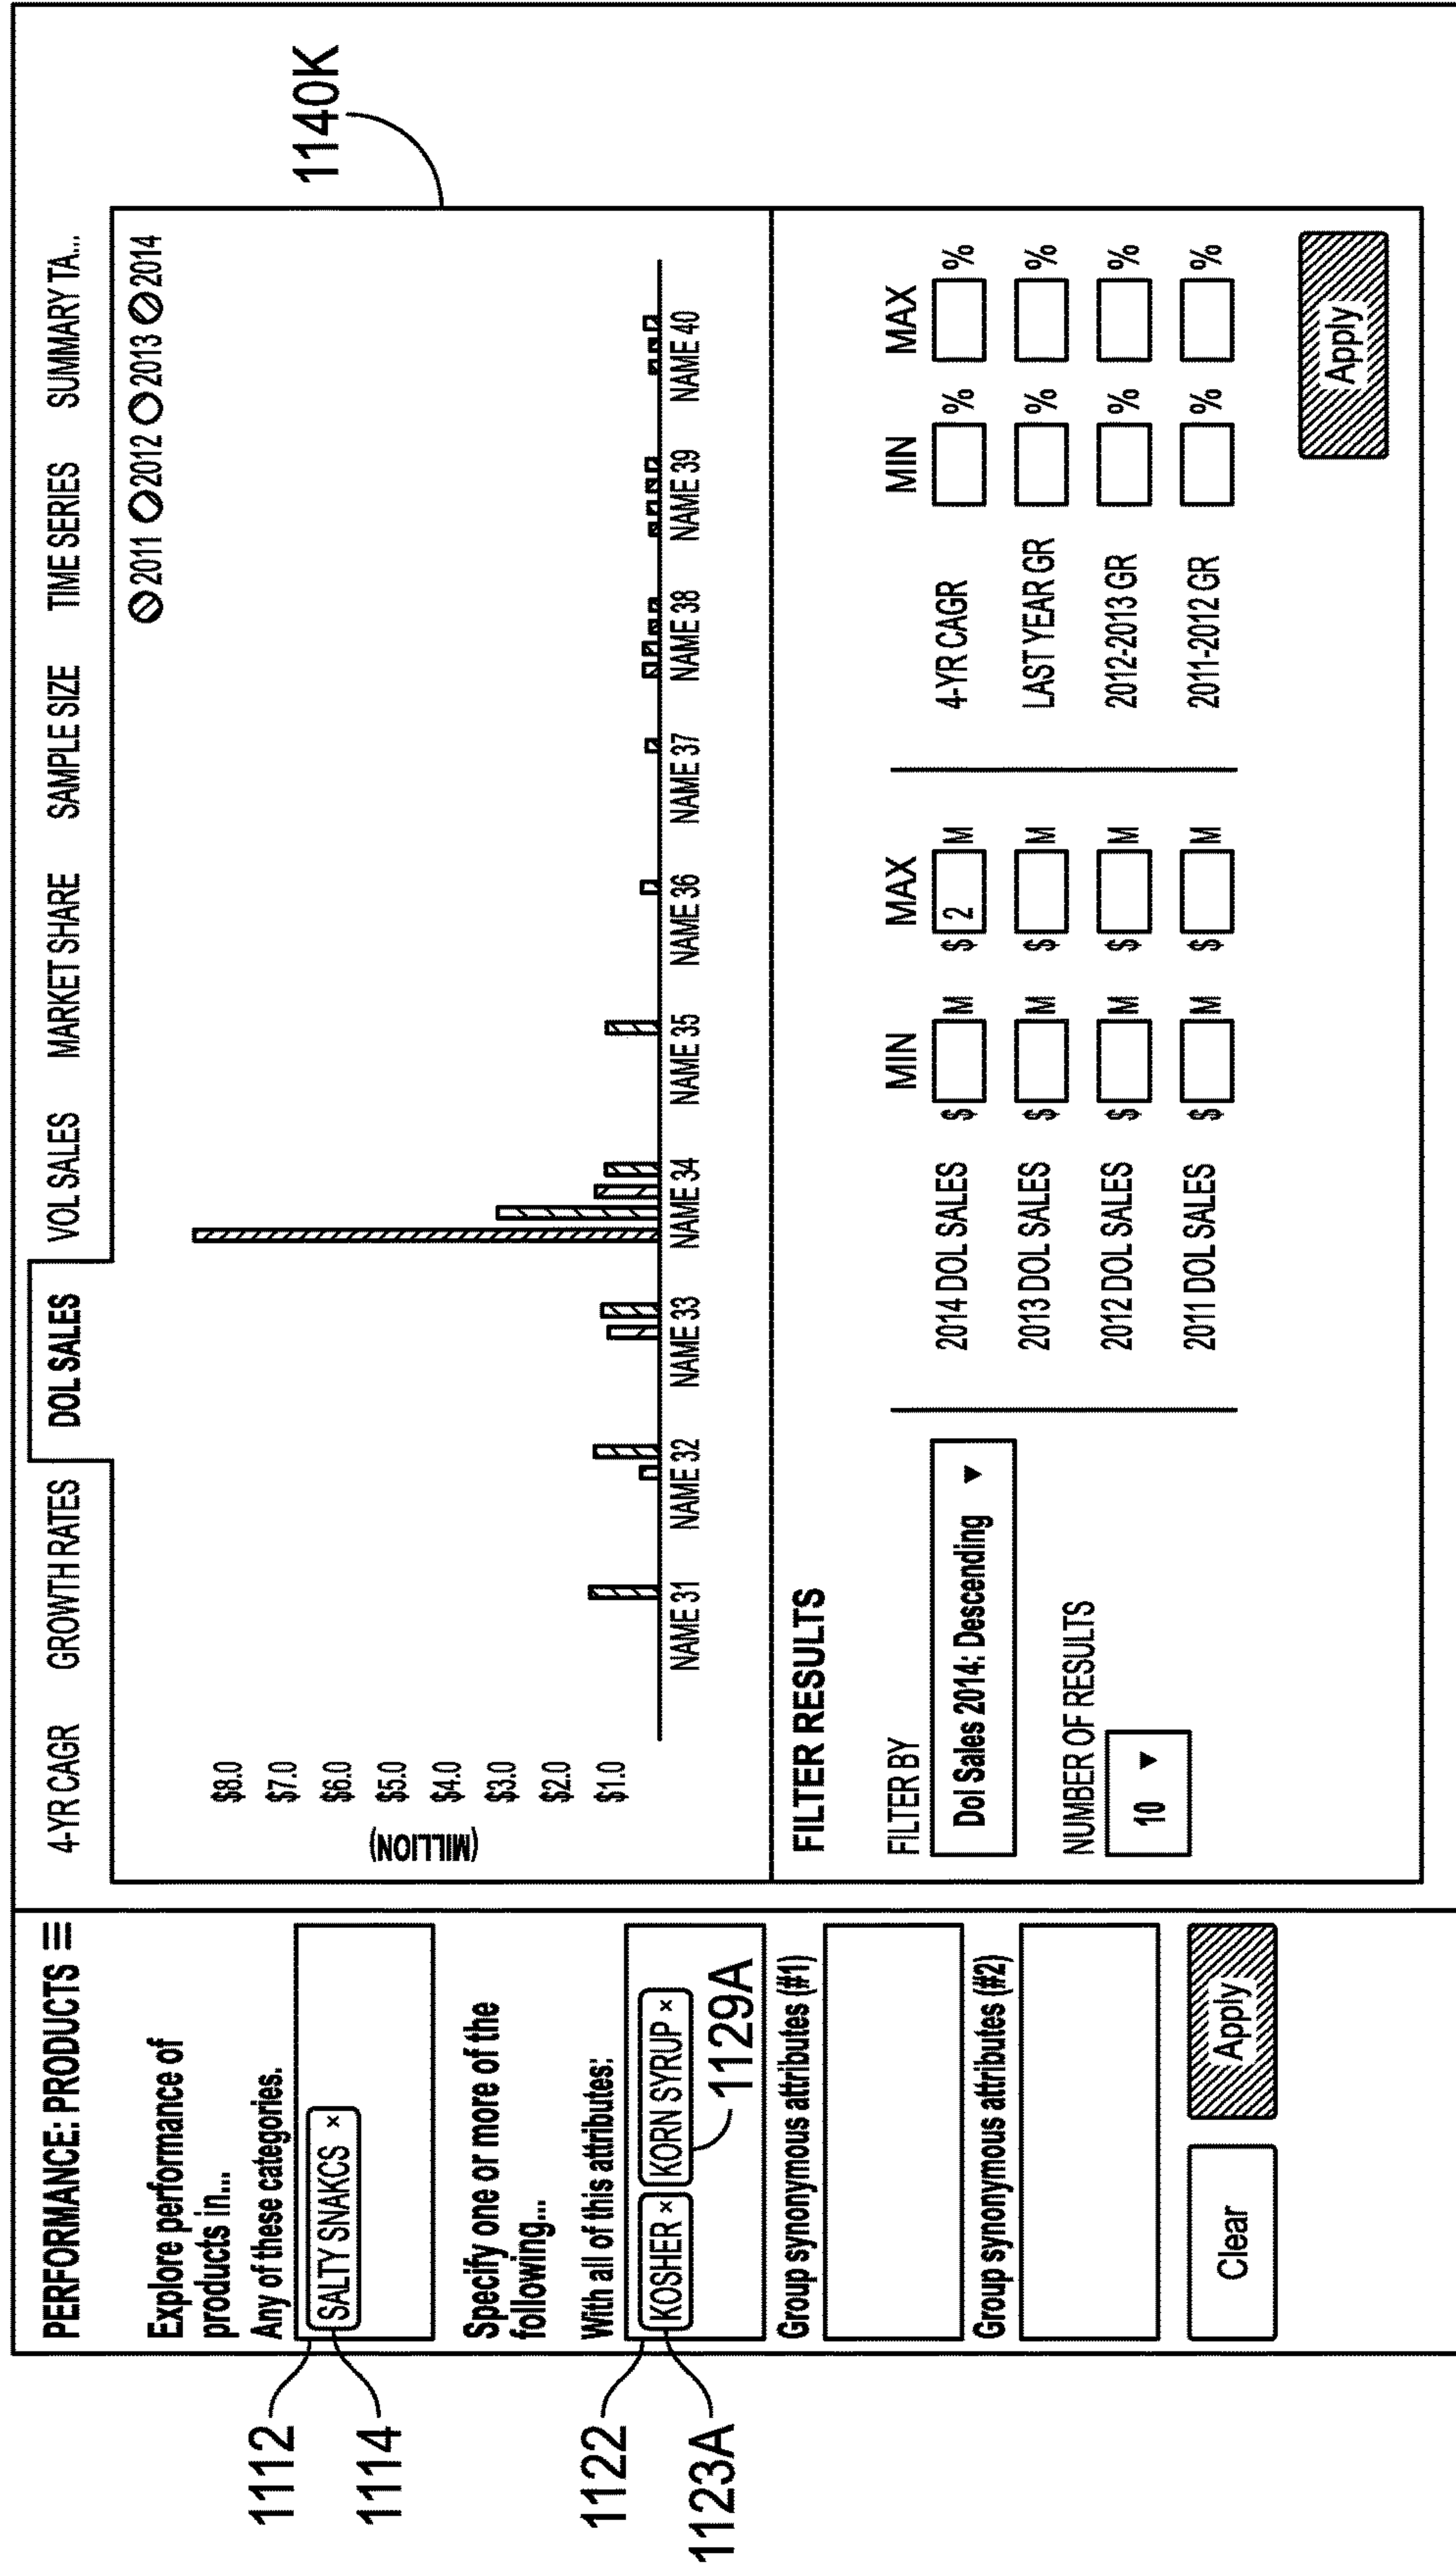 PERFORMANCE: PRODUCTS
Explore performance of
products in...
Any of these categories.
SALTY SNAKCS ×
Specify one or more of the
following...
With all of this attributes:
KOSHER × KORN SYRUP ×
Group synonymous attributes (#1)
Group synonymous attributes (#2)
Clear Apply
1112
1114
1122
1123A
1129A
4-YR CAGR GROWTH RATES DOL SALES VOL SALES MARKET SHARE SAMPLE SIZE TIME SERIES SUMMARY TA...
2011 2012 2013 2014
1140K
(MILLION)
$8.0
$7.0
$6.0
$5.0
$4.0
$3.0
$2.0
$1.0
NAME 31 NAME 32 NAME 33 NAME 34 NAME 35 NAME 36 NAME 37 NAME 38 NAME 39 NAME 40
FILTER RESULTS
FILTER BY
Dol Sales 2014: Descending ▼
NUMBER OF RESULTS
10 ▼
MIN MAX
2014 DOL SALES $ M $ 2 M
2013 DOL SALES $ M $ M
2012 DOL SALES $ M $ M
2011 DOL SALES $ M $ M
MIN MAX
4-YR CAGR % %
LAST YEAR GR % %
2012-2013 GR % %
2011-2012 GR % %
Apply